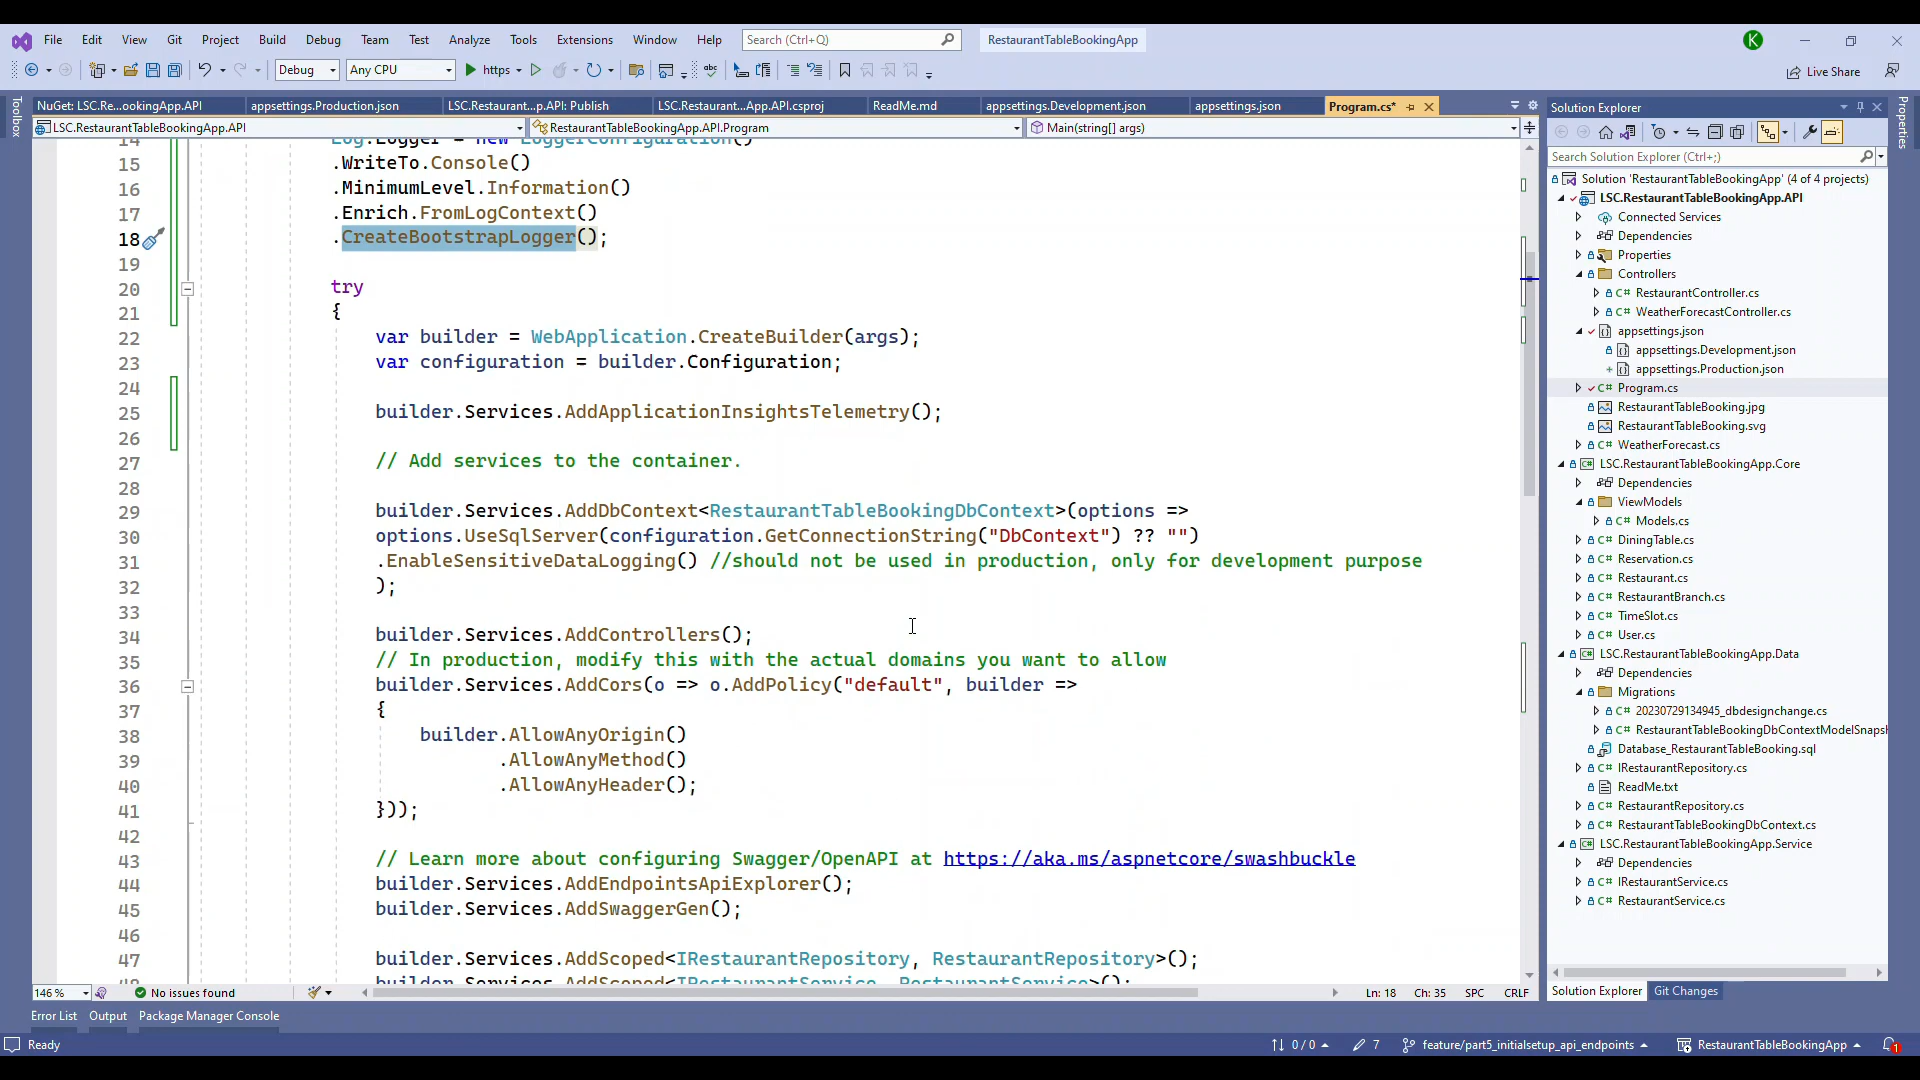 File Edit View Git Project Build Debug Team Test Analyze Tools Extensions Window Help Search (Ctrl+Q) RestaurantTableBookingApp K
Debug Any CPU https Live Share
NuGet: LSC.Re...ookingApp.API appsettings.Production.json LSC.Restaurant...p.API: Publish LSC.Restaurant...App.API.csproj ReadMe.md appsettings.Development.json appsettings.json Program.cs*
LSC.RestaurantTableBookingApp.API RestaurantTableBookingApp.API.Program Main(string[] args)
Toolbox
14 Log.Logger = new LoggerConfiguration()
15 .WriteTo.Console()
16 .MinimumLevel.Information()
17 .Enrich.FromLogContext()
18 .CreateBootstrapLogger();
19
20 try
21 {
22 var builder = WebApplication.CreateBuilder(args);
23 var configuration = builder.Configuration;
24
25 builder.Services.AddApplicationInsightsTelemetry();
26
27 // Add services to the container.
28
29 builder.Services.AddDbContext<RestaurantTableBookingDbContext>(options =>
30 options.UseSqlServer(configuration.GetConnectionString("DbContext") ?? "")
31 .EnableSensitiveDataLogging() //should not be used in production, only for development purpose
32 );
33
34 builder.Services.AddControllers();
35 // In production, modify this with the actual domains you want to allow
36 builder.Services.AddCors(o => o.AddPolicy("default", builder =>
37 {
38 builder.AllowAnyOrigin()
39 .AllowAnyMethod()
40 .AllowAnyHeader();
41 }));
42
43 // Learn more about configuring Swagger/OpenAPI at https://aka.ms/aspnetcore/swashbuckle
44 builder.Services.AddEndpointsApiExplorer();
45 builder.Services.AddSwaggerGen();
46
47 builder.Services.AddScoped<IRestaurantRepository, RestaurantRepository>();
48 builder.Services.AddScoped<IRestaurantService, RestaurantService>();
146 % No issues found Ln: 18 Ch: 35 SPC CRLF
Error List Output Package Manager Console
Solution Explorer
Properties
Search Solution Explorer (Ctrl+;)
Solution 'RestaurantTableBookingApp' (4 of 4 projects)
LSC.RestaurantTableBookingApp.API
Connected Services
Dependencies
Properties
Controllers
C# RestaurantController.cs
C# WeatherForecastController.cs
appsettings.json
appsettings.Development.json
appsettings.Production.json
C# Program.cs
RestaurantTableBooking.jpg
RestaurantTableBooking.svg
C# WeatherForecast.cs
C# LSC.RestaurantTableBookingApp.Core
Dependencies
ViewModels
C# Models.cs
C# DiningTable.cs
C# Reservation.cs
C# Restaurant.cs
C# RestaurantBranch.cs
C# TimeSlot.cs
C# User.cs
C# LSC.RestaurantTableBookingApp.Data
Dependencies
Migrations
C# 20230729134945_dbdesignchange.cs
C# RestaurantTableBookingDbContextModelSnaps
Database_RestaurantTableBooking.sql
C# IRestaurantRepository.cs
ReadMe.txt
C# RestaurantRepository.cs
C# RestaurantTableBookingDbContext.cs
C# LSC.RestaurantTableBookingApp.Service
Dependencies
C# IRestaurantService.cs
C# RestaurantService.cs
Solution Explorer Git Changes
Ready 0 / 0 7 feature/part5_initialsetup_api_endpoints RestaurantTableBookingApp 1